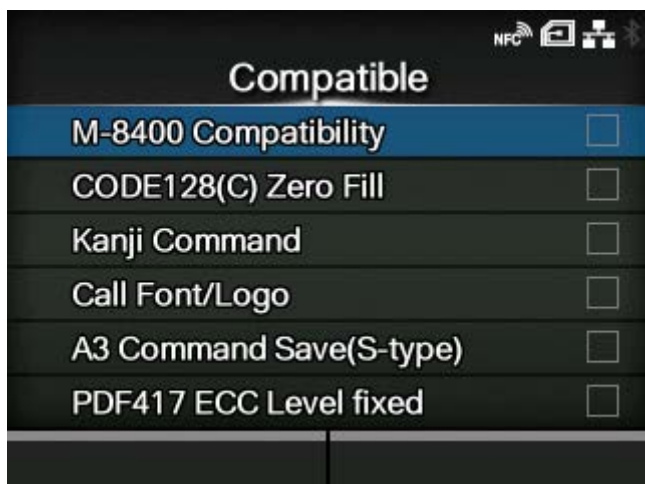 NFC
Compatible
M-8400 Compatibility
CODE128(C) Zero Fill
Kanji Command
Call Font/Logo
A3 Command Save(S-type)
PDF417 ECC Level fixed